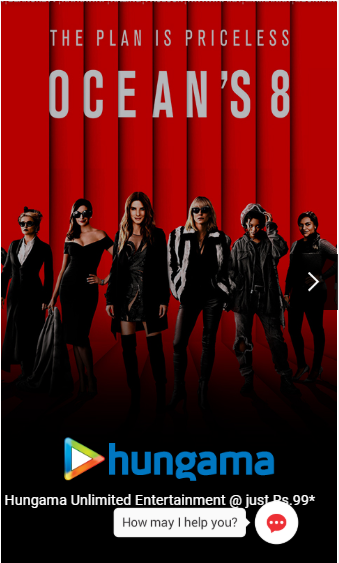 THE PLAN IS PRICELESS
OCEAN'S 8
hungama
Hungama Unlimited Entertainment @ just Rs.99*
How may I help you?